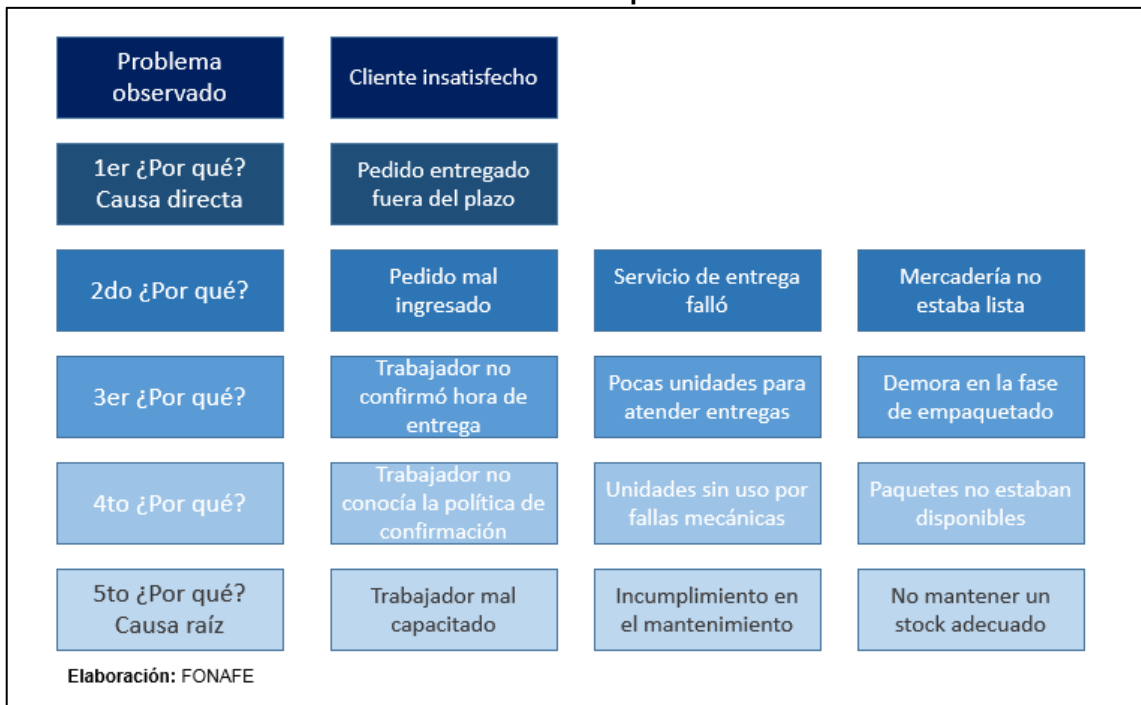 Problema
observado
Cliente insatisfecho
1er ¿Por qué?
Causa directa
Pedido entregado
fuera del plazo
2do ¿Por qué?
Pedido mal
ingresado
Servicio de entrega
falló
Mercadería no
estaba lista
3er ¿Por qué?
Trabajador no
confirmó hora de
entrega
Pocas unidades para
atender entregas
Demora en la fase
de empaquetado
4to ¿Por qué?
Trabajador no
conocía la política de
confirmación
Unidades sin uso por
fallas mecánicas
Paquetes no estaban
disponibles
5to ¿Por qué?
Causa raíz
Trabajador mal
capacitado
Incumplimiento en
el mantenimiento
No mantener un
stock adecuado
Elaboración: FONAFE